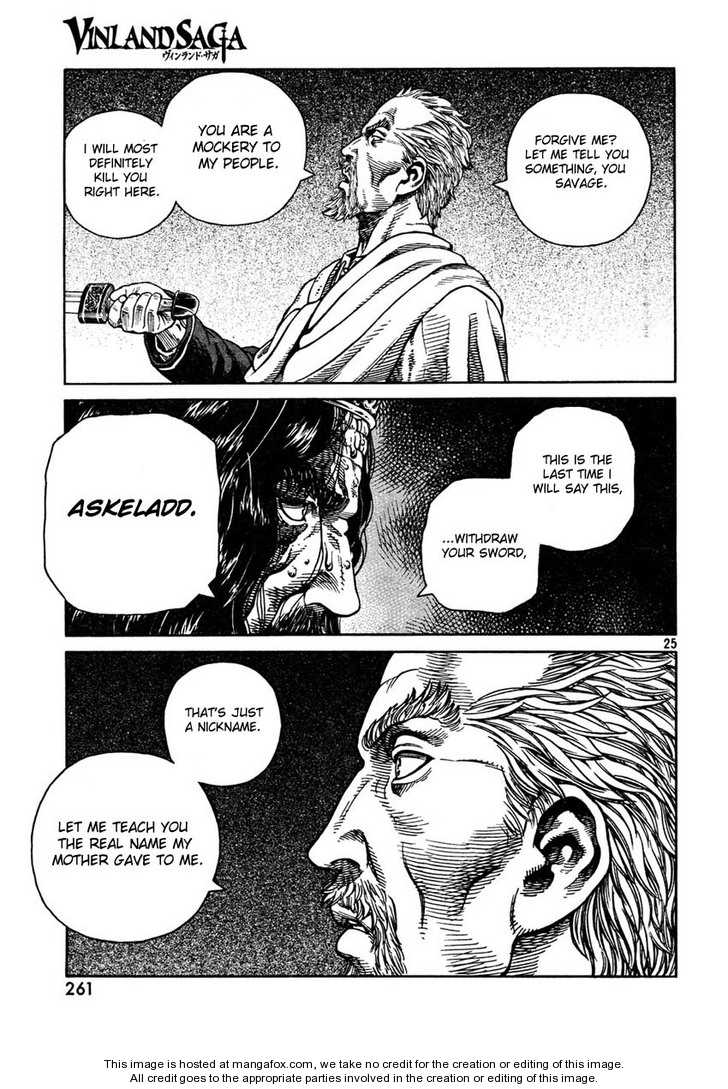 VINLAND SAGA
ヴィンランド・サガ
FORGIVE ME?
LET ME TELL YOU
SOMETHING, YOU
SAVAGE.
YOU ARE A
MOCKERY TO
MY PEOPLE.
I WILL MOST
DEFINITELY
KILL YOU
RIGHT HERE.
THIS IS THE
LAST TIME I
WILL SAY THIS,
...WITHDRAW
YOUR SWORD,
ASKELADD.
25
THAT'S JUST
A NICKNAME.
LET ME TEACH YOU
THE REAL NAME MY
MOTHER GAVE TO ME.
261
This image is hosted at mangafox.com, we take no credit for the creation or editing of this image.
All credit goes to the appropriate parties involved in the creation and editing of this image.